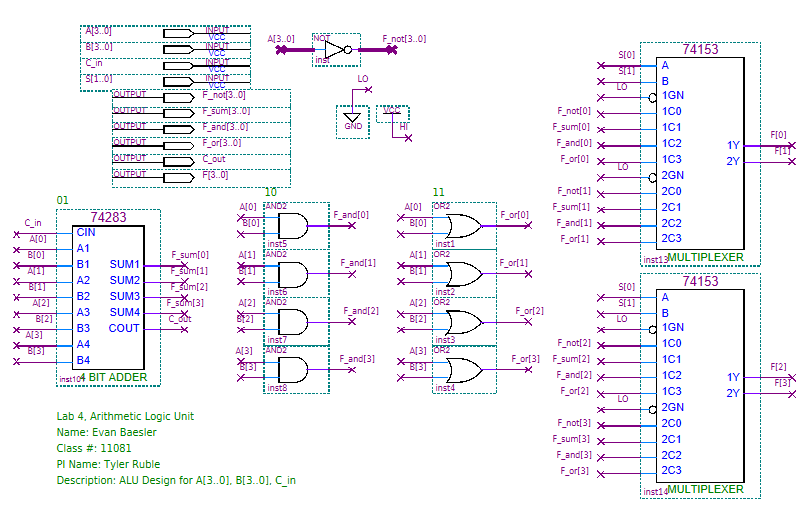 A[3..0] INPUT VCC
B[3..0] INPUT VCC
C_in INPUT VCC
S[1..0] INPUT VCC
OUTPUT F_not[3..0]
OUTPUT F_sum[3..0]
OUTPUT F_and[3..0]
OUTPUT F_or[3..0]
OUTPUT C_out
OUTPUT F[3..0]
A[3..0] NOT F_not[3..0]
inst
LO
GND
VCC
HI
01
74283
C_in CIN
A[0] A1
B[0] B1 SUM1 F_sum[0]
A[1] A2 SUM2 F_sum[1]
B[1] B2 SUM3 F_sum[2]
A[2] A3 SUM4 F_sum[3]
B[2] B3 COUT C_out
A[3] A4
B[3] B4
inst10 4 BIT ADDER
10
AND2
A[0] F_and[0]
B[0]
inst5
AND2
A[1] F_and[1]
B[1]
inst6
AND2
A[2] F_and[2]
B[2]
inst7
AND2
A[3] F_and[3]
B[3]
inst8
11
OR2
A[0] F_or[0]
B[0]
inst1
OR2
A[1] F_or[1]
B[1]
inst2
OR2
A[2] F_or[2]
B[2]
inst3
OR2
A[3] F_or[3]
B[3]
inst4
74153
S[0] A
S[1] B
LO 1GN
F_not[0] 1C0
F_sum[0] 1C1
F_and[0] 1C2 1Y F[0]
F_or[0] 1C3 2Y F[1]
LO 2GN
F_not[1] 2C0
F_sum[1] 2C1
F_and[1] 2C2
F_or[1] 2C3
inst13 MULTIPLEXER
74153
S[0] A
S[1] B
LO 1GN
F_not[2] 1C0
F_sum[2] 1C1
F_and[2] 1C2 1Y F[2]
F_or[2] 1C3 2Y F[3]
LO 2GN
F_not[3] 2C0
F_sum[3] 2C1
F_and[3] 2C2
F_or[3] 2C3
inst14 MULTIPLEXER
Lab 4, Arithmetic Logic Unit
Name: Evan Baesler
Class #: 11081
PI Name: Tyler Ruble
Description: ALU Design for A[3..0], B[3..0], C_in